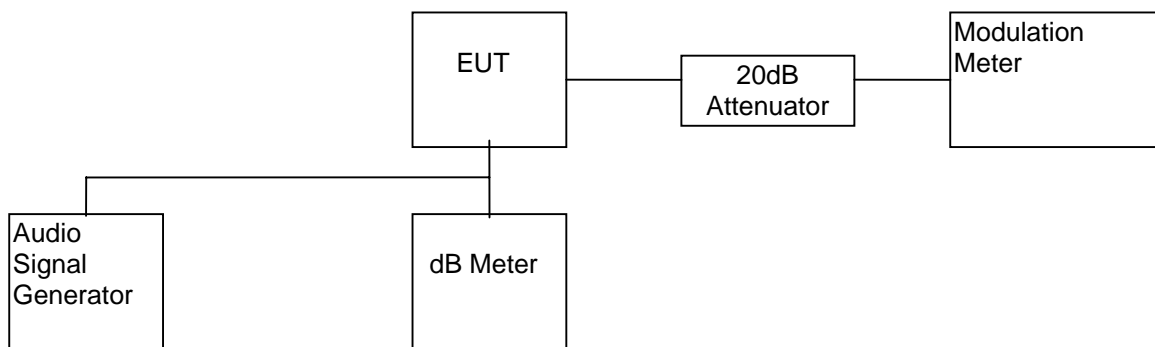 EUT
20dB
Attenuator
Modulation
Meter
Audio
Signal
Generator
dB Meter